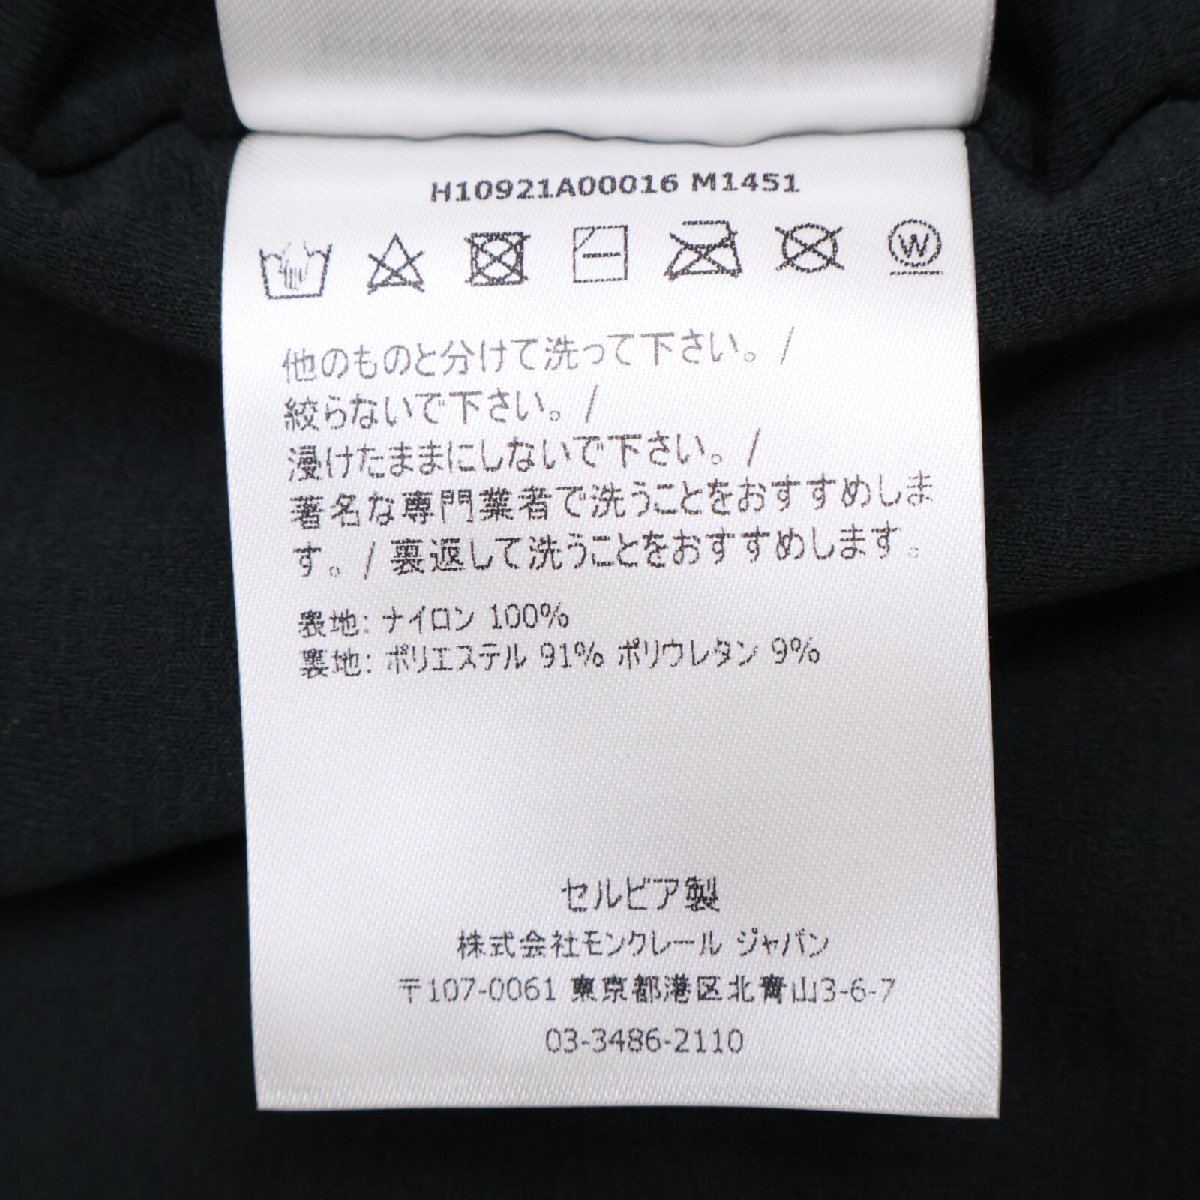 H10921A00016 M1451
W
他のものと分けて洗って下さい。/
絞らないで下さい。/
浸けたままにしないで下さい。/
著名な専門業者で洗うことをおすすめしま
す。/ 裏返して洗うことをおすすめします。
表地: ナイロン 100%
裏地: ポリエステル 91% ポリウレタン 9%
セルビア製
株式会社モンクレール ジャパン
〒107-0061 東京都港区北青山3-6-7
03-3486-2110